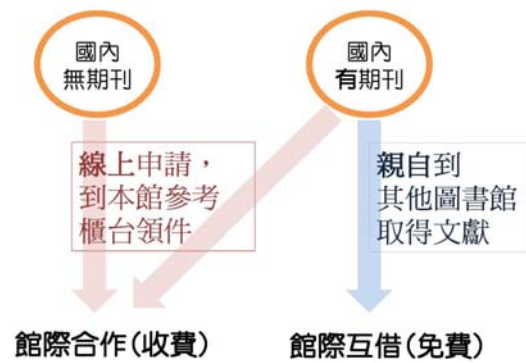 國內
無期刊
國內
有期刊
線上申請，
到本館參考
櫃台領件
親自到
其他圖書館
取得文獻
館際合作(收費)
館際互借(免費)